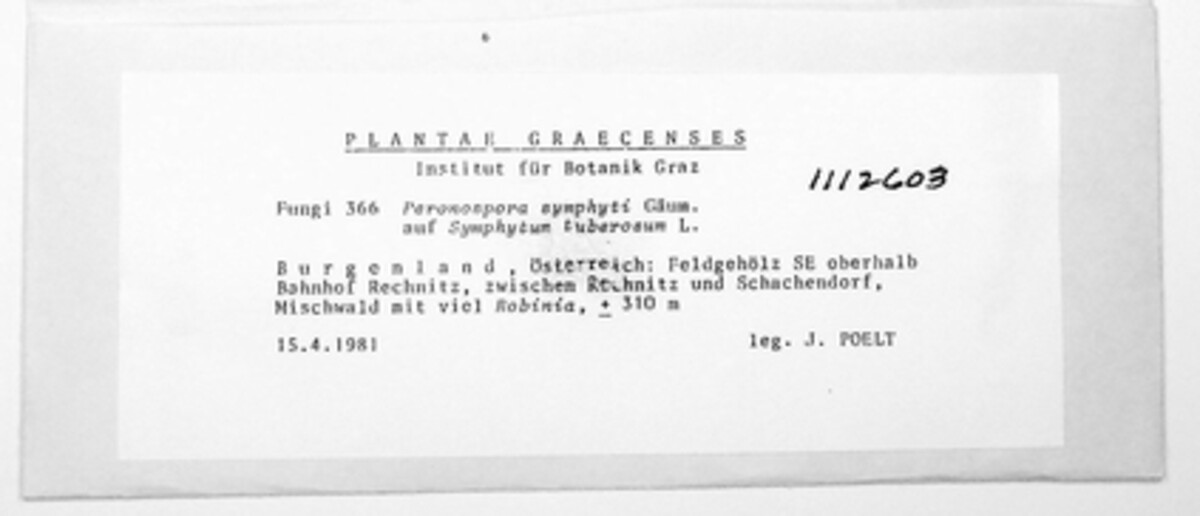 PLANTAE GRAECENSES
Institut für Botanik Graz
1112603
Fungi 366 Peronospora symphyti Gäum.
auf Symphytum tuberosum L.
Burgenland, Österreich: Feldgehölz SE oberhalb
Bahnhof Rechnitz, zwischen Rechnitz und Schachendorf,
Mischwald mit viel Robinia, ± 310 m
15.4.1981 leg. J. POELT